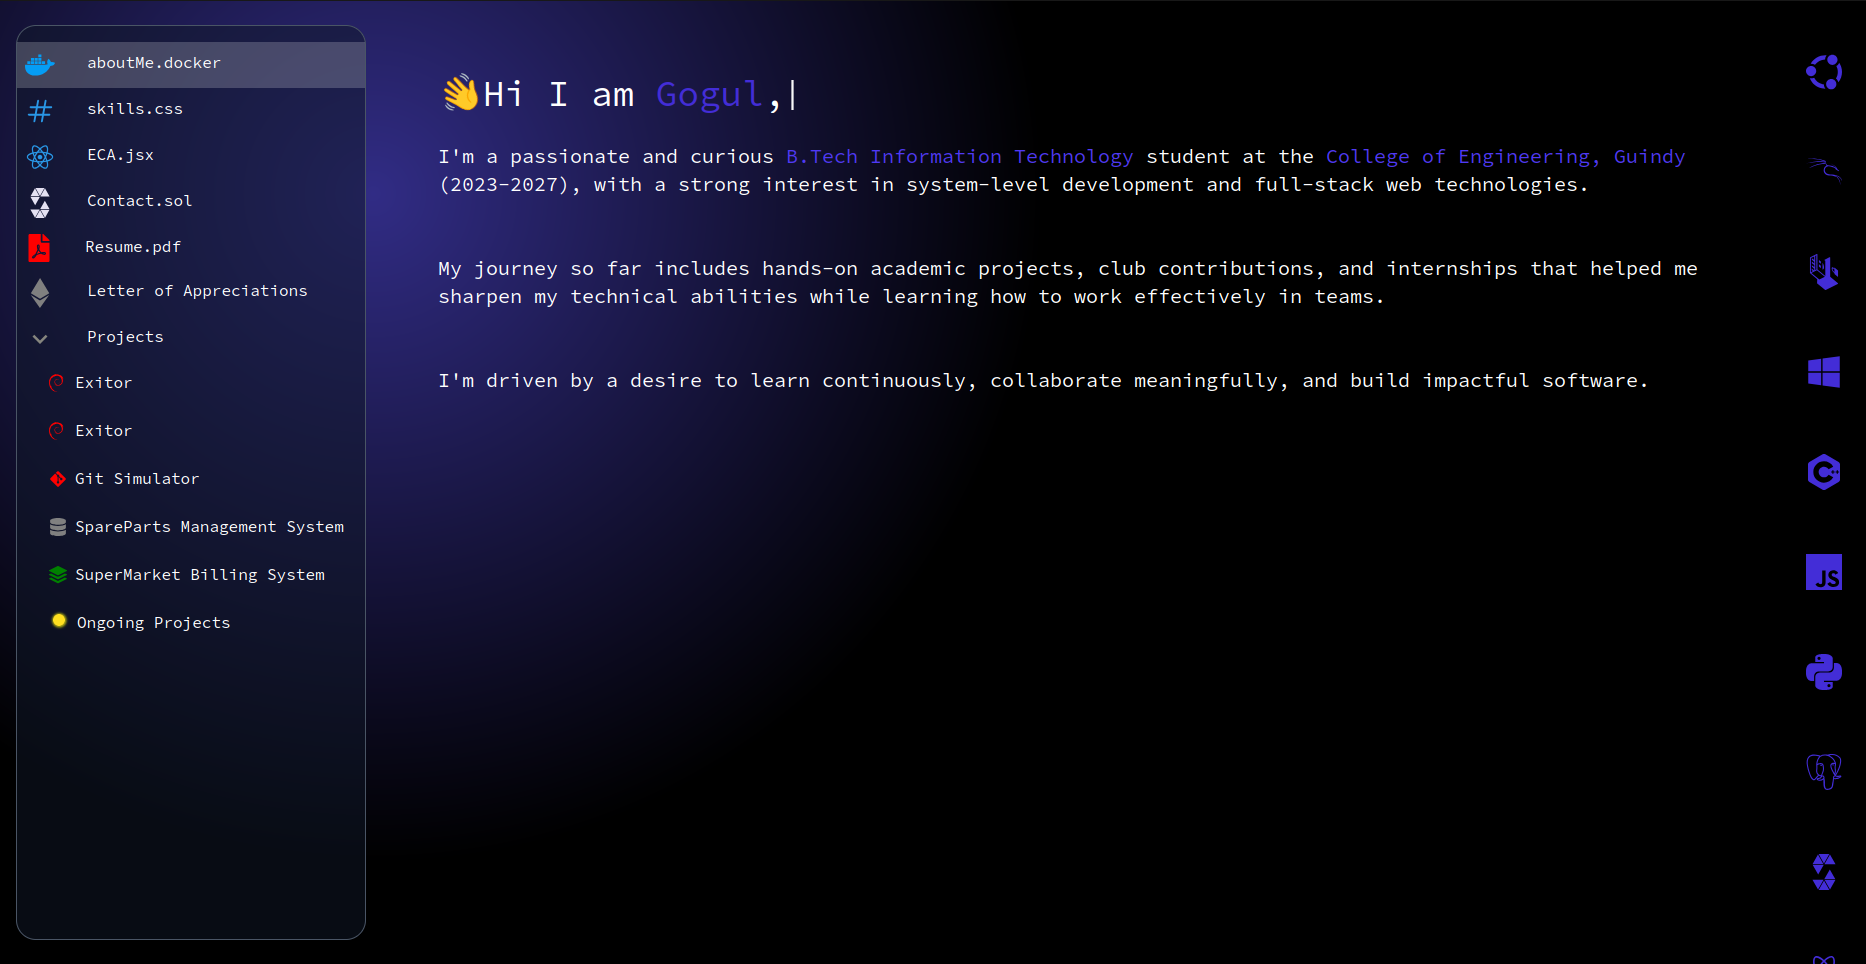 aboutMe.docker
skills.css
ECA.jsx
Contact.sol
Resume.pdf
Letter of Appreciations
Projects
Exitor
Exitor
Git Simulator
SpareParts Management System
SuperMarket Billing System
Ongoing Projects
👋Hi I am Gogul,|
I'm a passionate and curious B.Tech Information Technology student at the College of Engineering, Guindy
(2023-2027), with a strong interest in system-level development and full-stack web technologies.
My journey so far includes hands-on academic projects, club contributions, and internships that helped me
sharpen my technical abilities while learning how to work effectively in teams.
I'm driven by a desire to learn continuously, collaborate meaningfully, and build impactful software.
JS